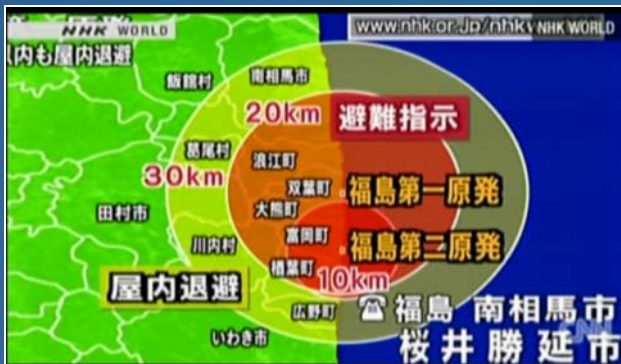 NHK WORLD
www.nhk.or.jp/nhkw
NHK WORLD
以内も屋内退避
飯舘村
南相馬市
20km
避難指示
葛尾村
浪江町
30km
双葉町
福島第一原発
大熊町
田村市
富岡町
川内村
福島第二原発
楢葉町
10km
屋内退避
広野町
☎福島 南相馬市
いわき市
CNN
桜井勝延市